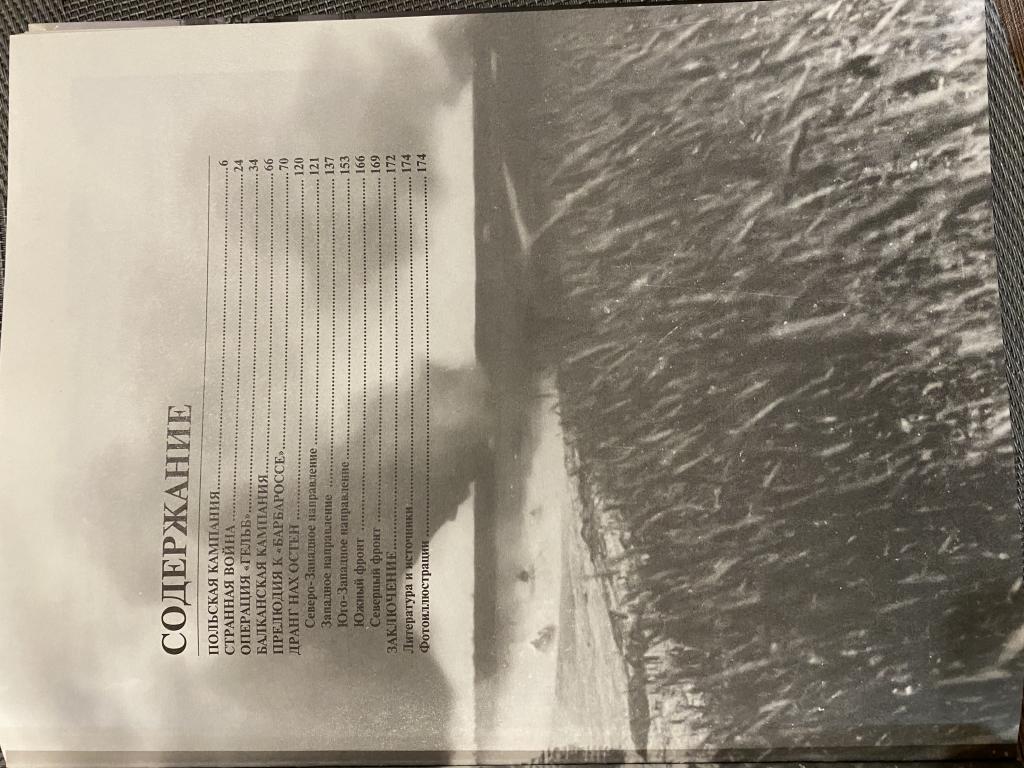 СОДЕРЖАНИЕ
ПОЛЬСКАЯ КАМПАНИЯ 6
СТРАННАЯ ВОЙНА 24
ОПЕРАЦИЯ «ГЕЛЬБ» 34
БАЛКАНСКАЯ КАМПАНИЯ 66
ПРЕЛЮДИЯ К «БАРБАРОССЕ» 70
ДРАНГ НАХ ОСТЕН 120
Северо-Западное направление 121
Западное направление 137
Юго-Западное направление 153
Южный фронт 166
Северный фронт 169
ЗАКЛЮЧЕНИЕ 172
Литература и источники 174
Фотоиллюстрации 174